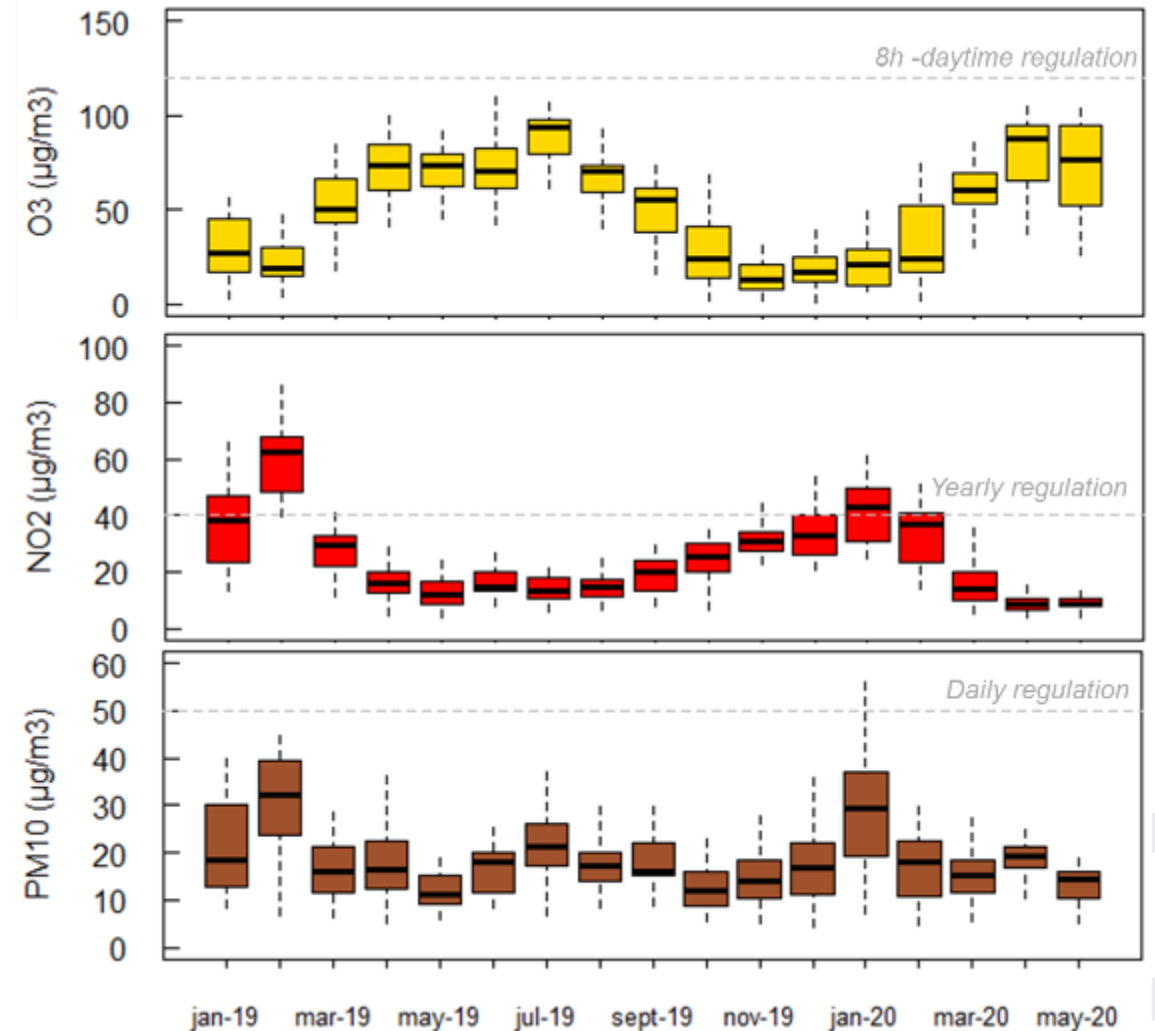 150
8h -daytime regulation
100
50
0
O3 (µg/m3)
100
80
60
Yearly regulation
40
20
0
NO2 (µg/m3)
60
Daily regulation
50
40
30
20
10
0
PM10 (µg/m3)
jan-19 mar-19 may-19 jul-19 sept-19 nov-19 jan-20 mar-20 may-20